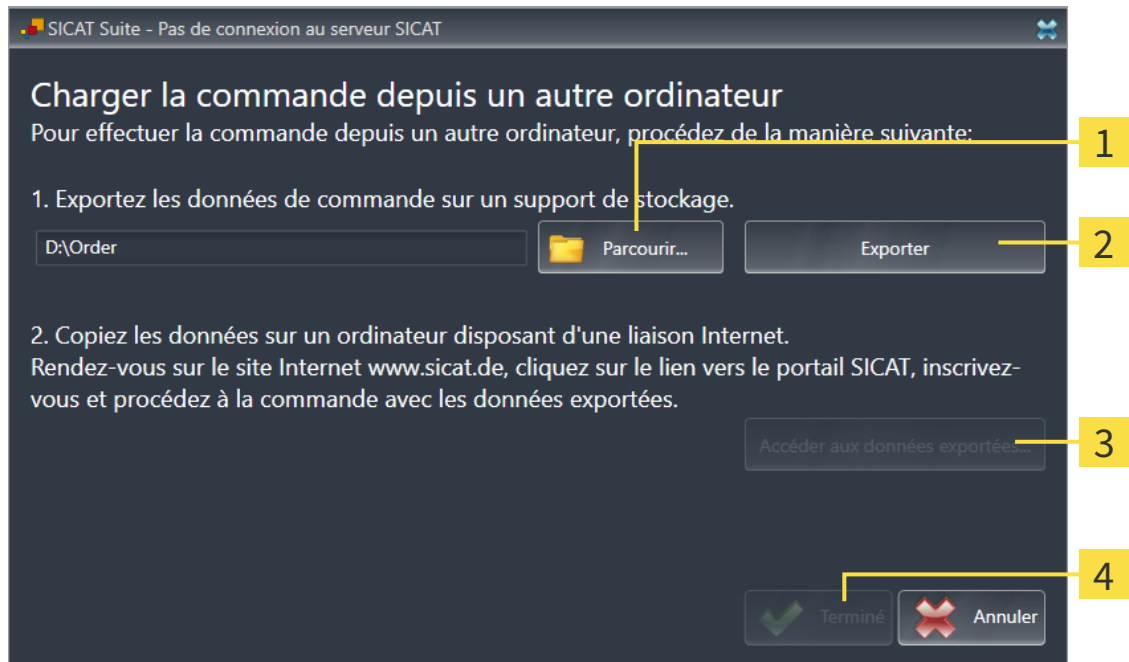 SICAT Suite - Pas de connexion au serveur SICAT
Charger la commande depuis un autre ordinateur
Pour effectuer la commande depuis un autre ordinateur, procédez de la manière suivante:
1
1. Exportez les données de commande sur un support de stockage.
D:\Order
Parcourir...
Exporter
2
2. Copiez les données sur un ordinateur disposant d'une liaison Internet.
Rendez-vous sur le site Internet www.sicat.de, cliquez sur le lien vers le portail SICAT, inscrivez-
vous et procédez à la commande avec les données exportées.
Accéder aux données exportées...
3
4
Terminé
Annuler